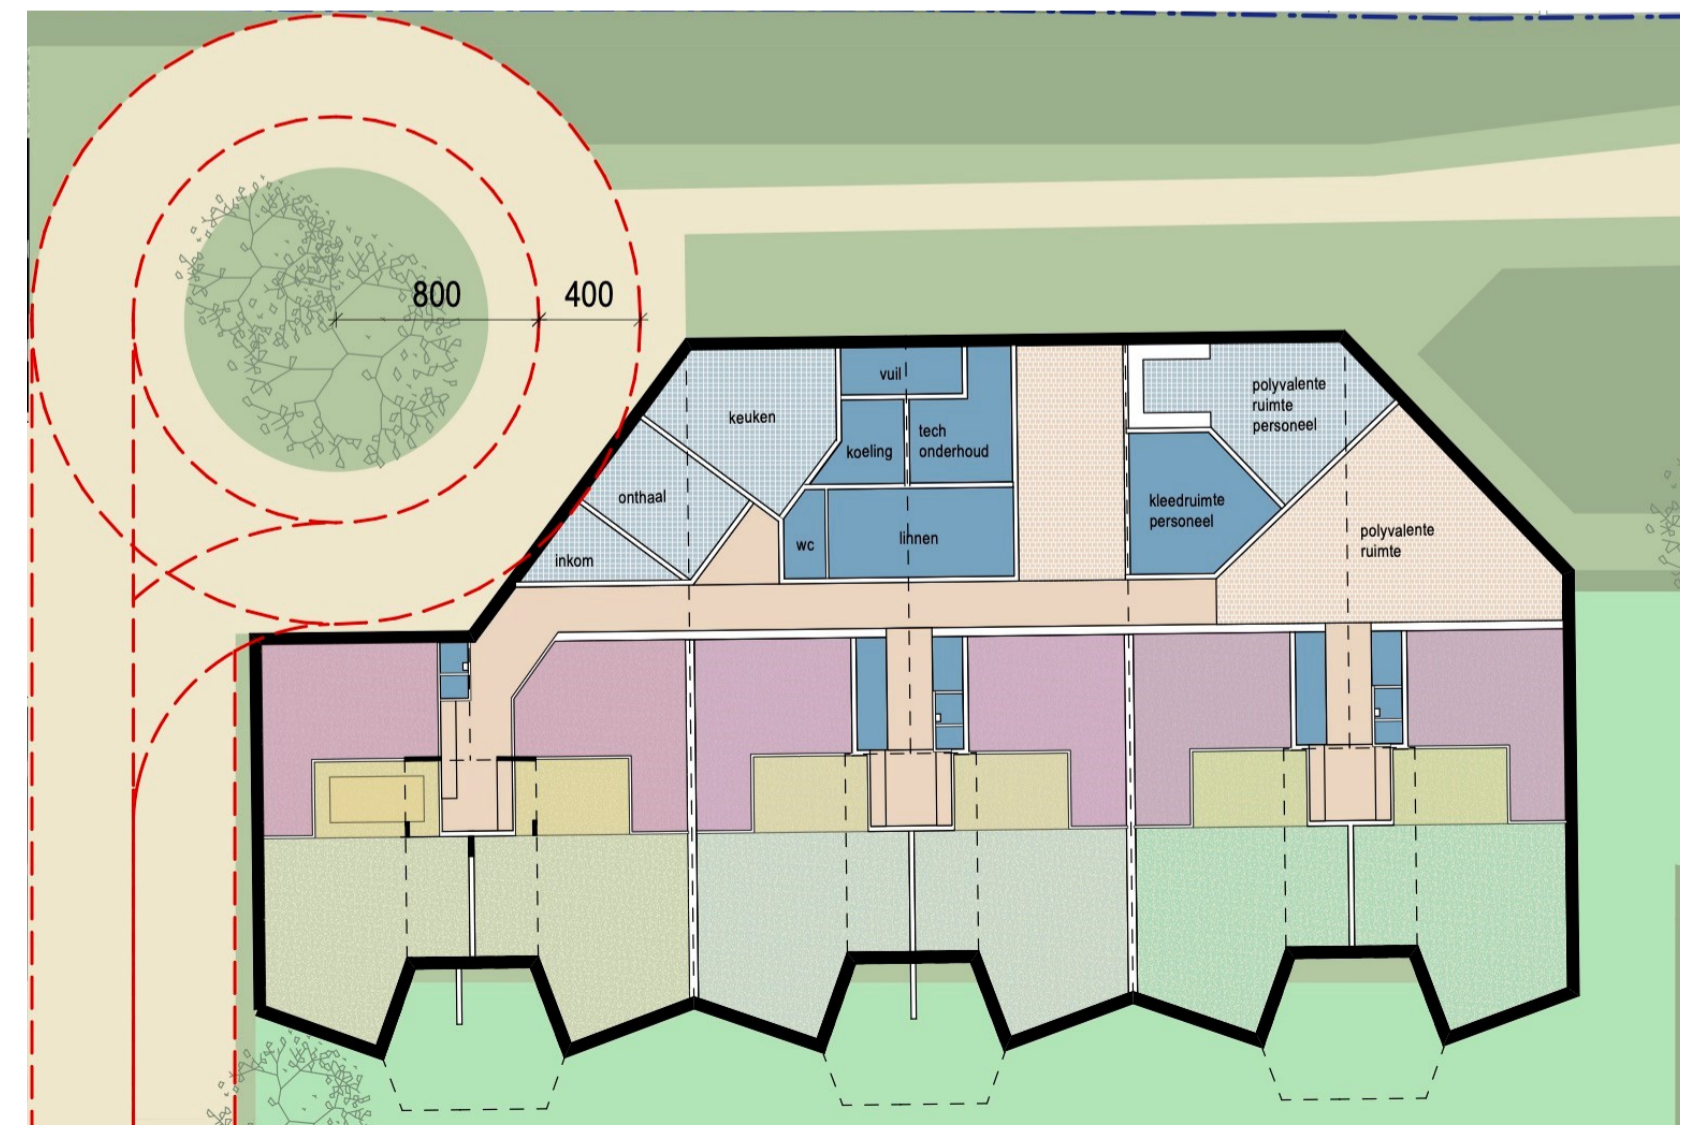 800
400
vuil
keuken
koeling
tech
onderhoud
polyvalente
ruimte
personeel
onthaal
kleedruimte
personeel
inkom
wc
linnen
polyvalente
ruimte